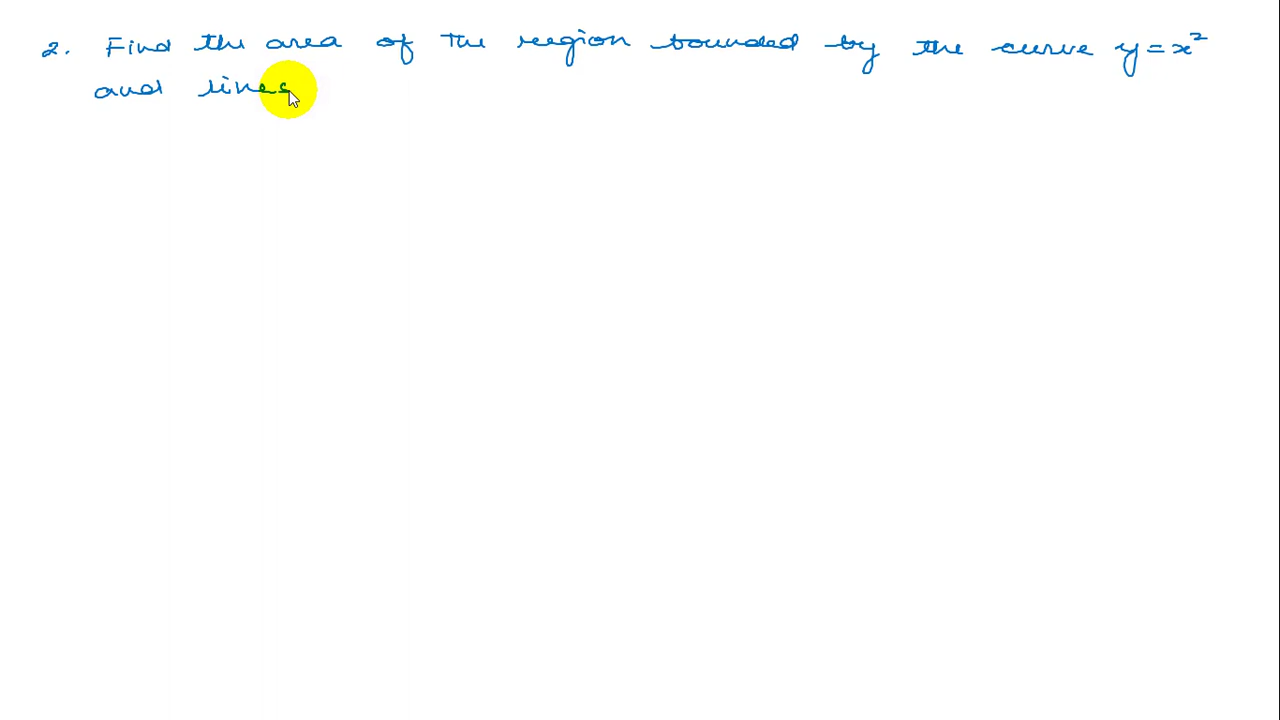 2. Find the area of the region bounded by the curve y = x²
and lines